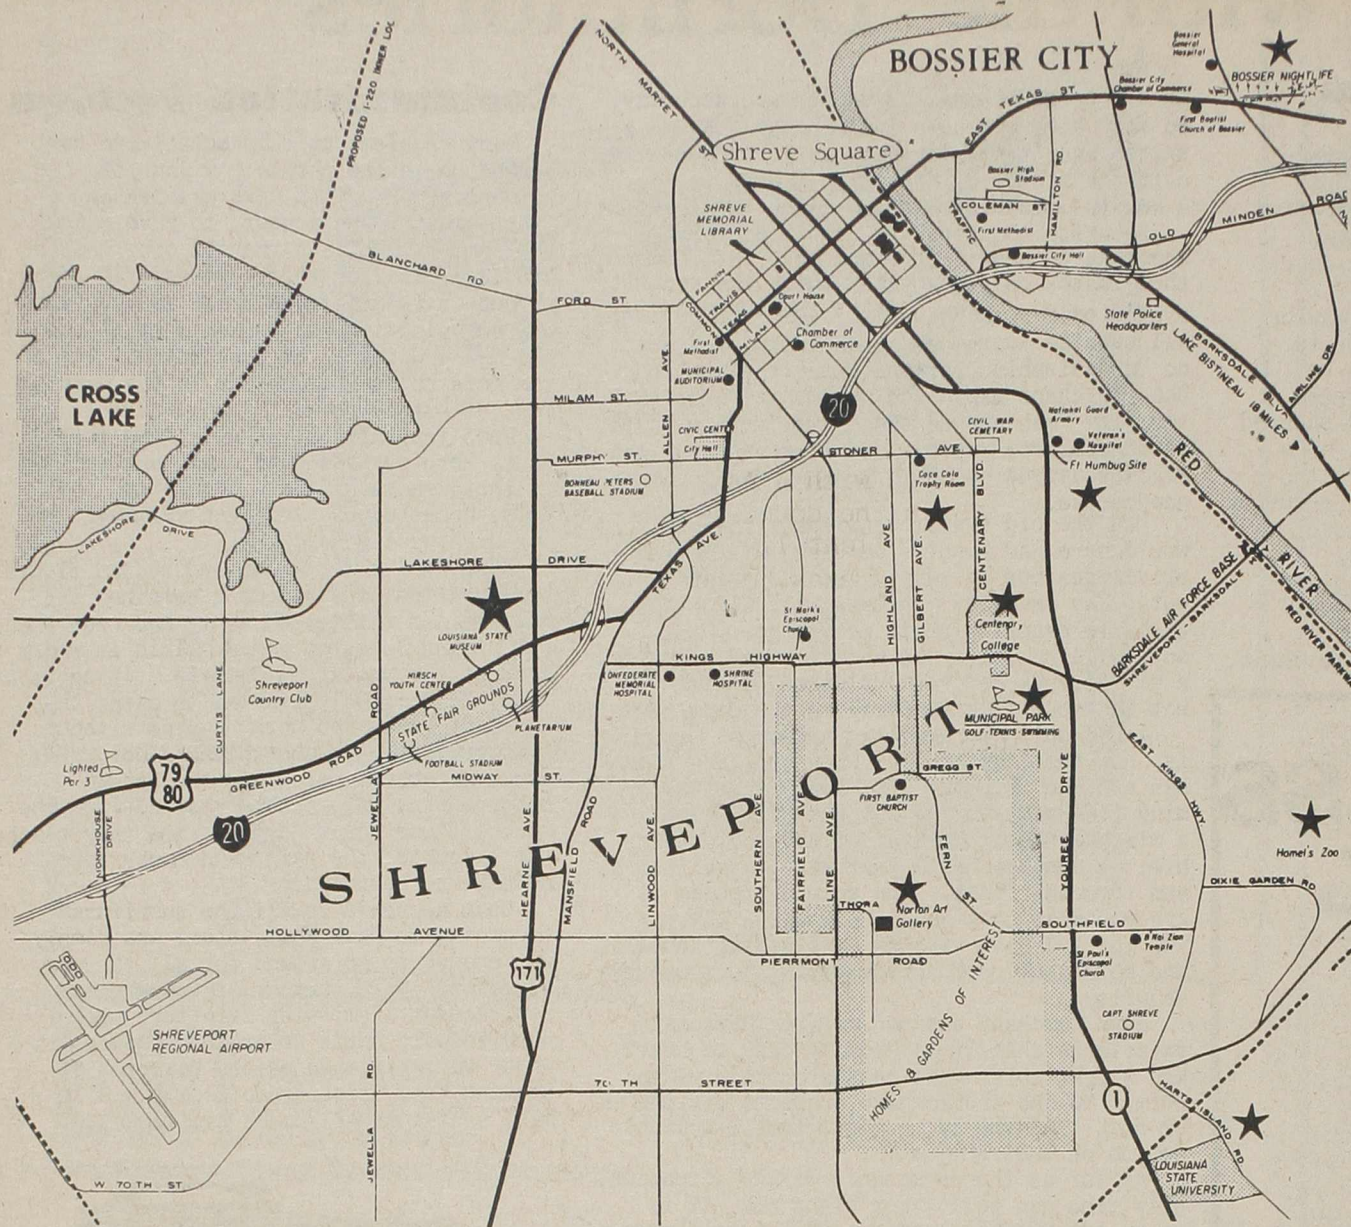 BOSSIER CITY
Bossier
General
Hospital
BOSSIER NIGHTLIFE
Bossier City
Chamber of Commerce
First Baptist
Church of Bossier
EAST TEXAS ST
NORTH MARKET ST
PROPOSED I-220 INNER LOO
Shreve Square
Bossier High
Stadium
HAMILTON RD
COLEMAN ST
TRAFFIC
First Methodist
Bossier City Hall
OLD MINDEN ROAD
SHREVE
MEMORIAL
LIBRARY
BLANCHARD RD
FORD ST.
FANNIN
TRAVIS
TEXAS
MILAM
COMMON
Court House
Chamber of
Commerce
First
Methodist
State Police
Headquarters
BARKSDALE BLVD
LAKE BISTINEAU 18 MILES
AIRLINE DR.
CROSS
LAKE
MUNICIPAL
AUDITORIUM
MILAM ST.
ALLEN AVE
20
CIVIC CENT
City Hall
MURPHY ST.
BONNEAU PETERS
BASEBALL STADIUM
STONER AVE.
CIVIL WAR
CEMETARY
National Guard
Armory
Veteran's
Hospital
Ft Humbug Site
Coca Cola
Trophy Room
RED RIVER
LAKESHORE DRIVE
LAKESHORE DRIVE
TEXAS AVE.
HIGHLAND AVE.
GILBERT AVE.
CENTENARY BLVD.
BARKSDALE AIR FORCE BASE
SHREVEPORT - BARKSDALE
RED RIVER PARKWA
LOUISIANA STATE
MUSEUM
St Mark's
Episcopal
Church
Centenary
College
Shreveport
Country Club
CURTIS LANE
JEWELLA ROAD
HIRSCH
YOUTH CENTER
STATE FAIR GROUNDS
PLANETARIUM
FOOTBALL STADIUM
KINGS HIGHWAY
CONFEDERATE
MEMORIAL
HOSPITAL
SHRINE
HOSPITAL
MUNICIPAL PARK
GOLF-TENNIS-SWIMMING
Lighted
Par 3
79
80
GREENWOOD ROAD
MIDWAY ST.
GREGG ST.
FIRST BAPTIST
CHURCH
EAST KINGS HWY
YOUREE DRIVE
20
MONKHOUSE
DRIVE
SHREVEPORT
HEARNE AVE.
MANSFIELD ROAD
LINWOOD AVE.
SOUTHERN AVE
FAIRFIELD AVE
LINE AVE.
FERN ST
Hamel's Zoo
DIXIE GARDEN RD
THORA
Norton Art
Gallery
SOUTHFIELD
HOLLYWOOD AVENUE
PIERRMONT ROAD
St Paul's
Episcopal
Church
B'Nai Zion
Temple
171
HOMES & GARDENS OF INTEREST
CAPT SHREVE
STADIUM
SHREVEPORT
REGIONAL AIRPORT
JEWELLA RD
70 TH STREET
1
HARTS ISLAND RD
W. 70 TH ST.
LOUISIANA
STATE
UNIVERSITY